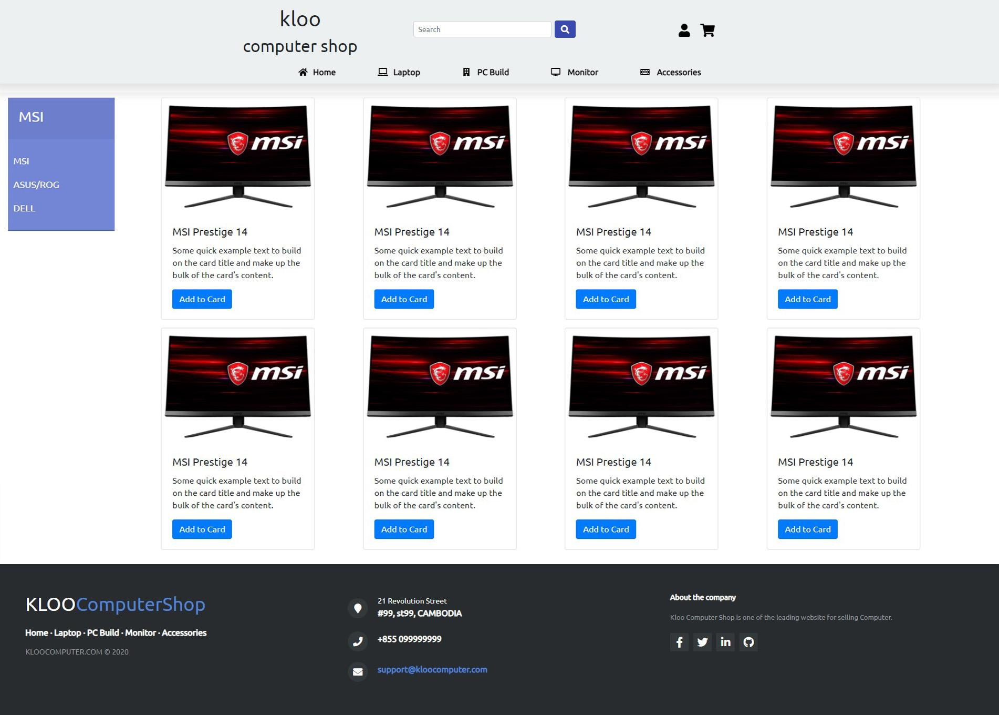 kloo
computer shop
Search
Home
Laptop
PC Build
Monitor
Accessories
MSI
MSI
ASUS/ROG
DELL
msi
MSI Prestige 14
Some quick example text to build
on the card title and make up the
bulk of the card's content.
Add to Card
msi
MSI Prestige 14
Some quick example text to build
on the card title and make up the
bulk of the card's content.
Add to Card
msi
MSI Prestige 14
Some quick example text to build
on the card title and make up the
bulk of the card's content.
Add to Card
msi
MSI Prestige 14
Some quick example text to build
on the card title and make up the
bulk of the card's content.
Add to Card
msi
MSI Prestige 14
Some quick example text to build
on the card title and make up the
bulk of the card's content.
Add to Card
msi
MSI Prestige 14
Some quick example text to build
on the card title and make up the
bulk of the card's content.
Add to Card
msi
MSI Prestige 14
Some quick example text to build
on the card title and make up the
bulk of the card's content.
Add to Card
msi
MSI Prestige 14
Some quick example text to build
on the card title and make up the
bulk of the card's content.
Add to Card
KLOOComputerShop
Home · Laptop · PC Build · Monitor · Accessories
KLOOCOMPUTER.COM © 2020
21 Revolution Street
#99, st99, CAMBODIA
+855 099999999
support@kloocomputer.com
About the company
Kloo Computer Shop is one of the leading website for selling Computer.